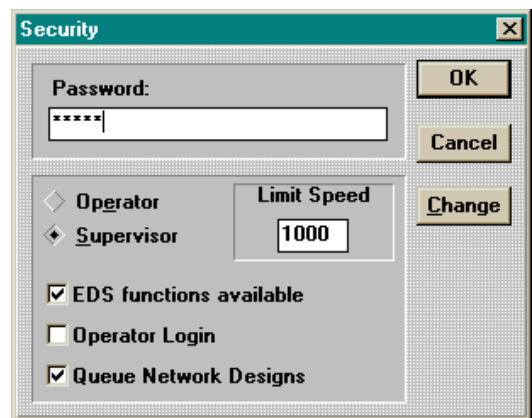 Security
Password:
*****
OK
Cancel
Change
Operator
Supervisor
Limit Speed
1000
EDS functions available
Operator Login
Queue Network Designs